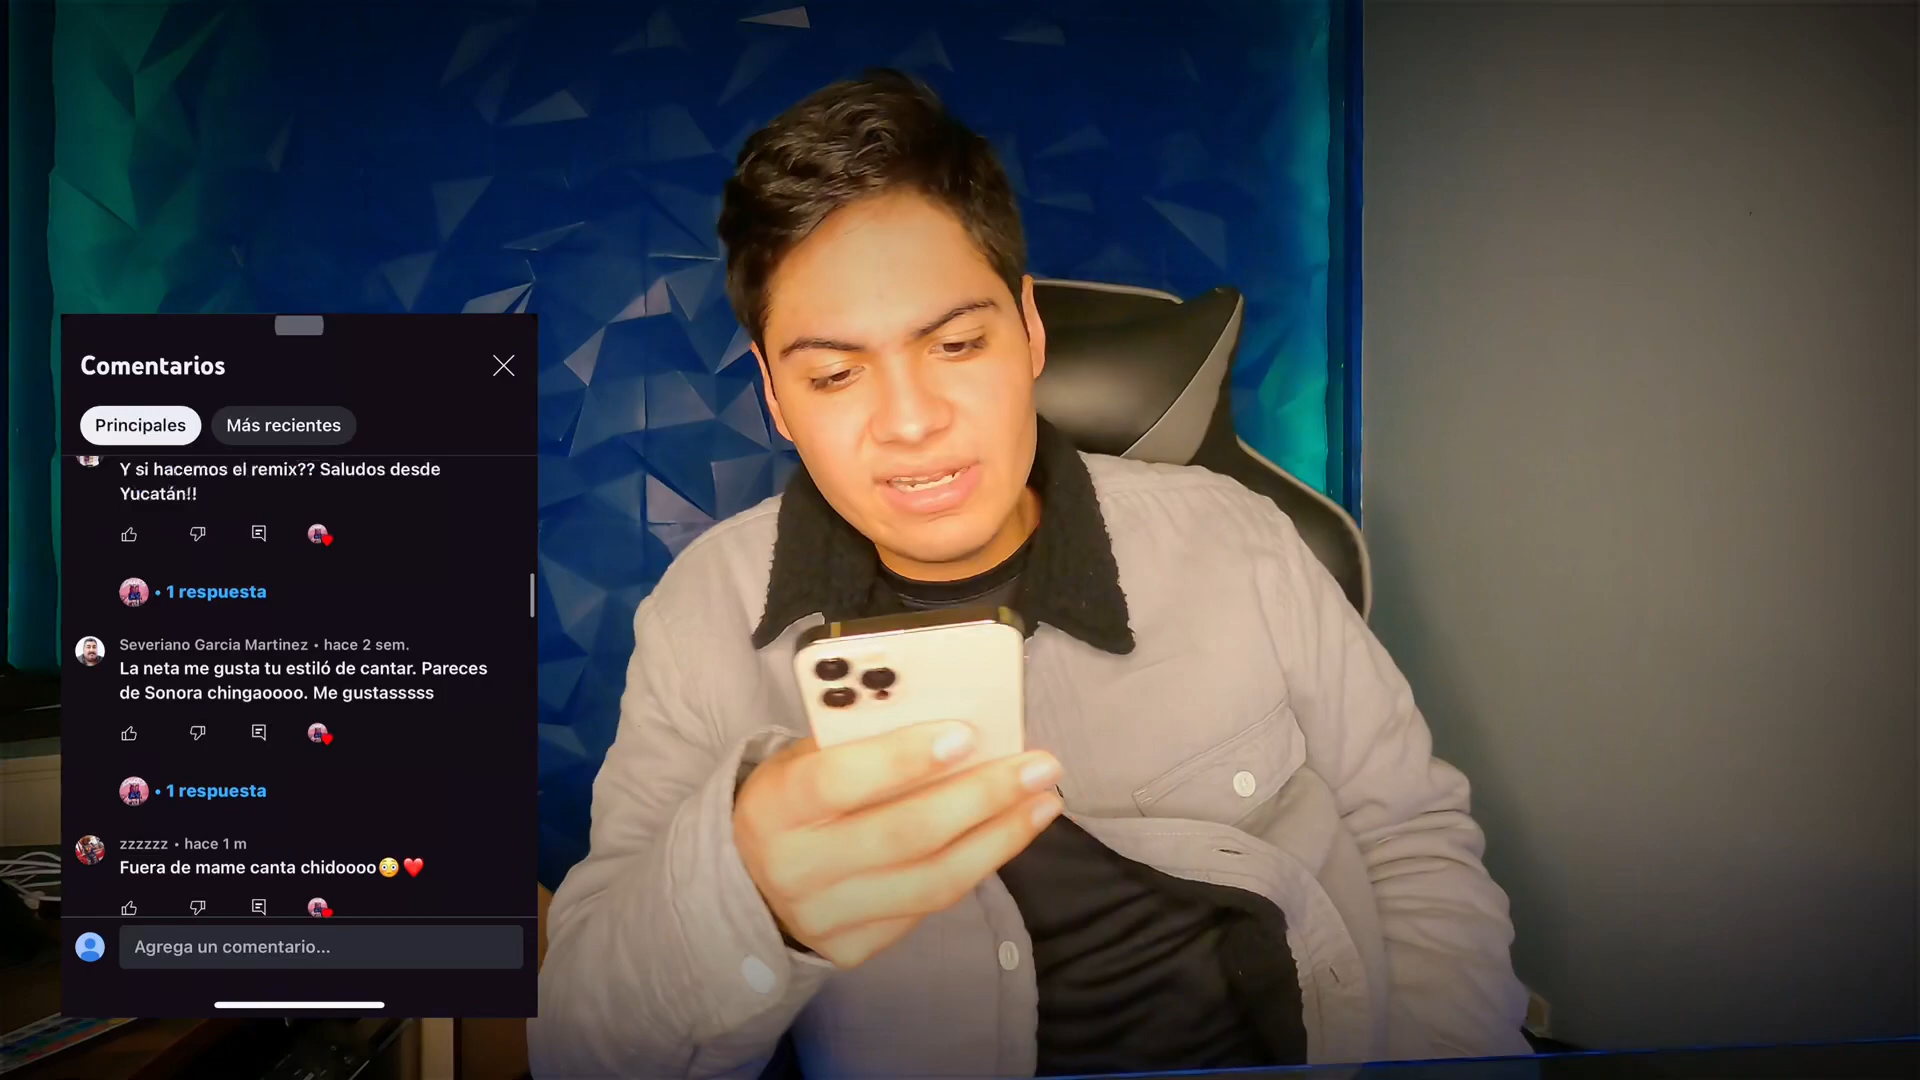 Comentarios
Principales
Más recientes
Y si hacemos el remix?? Saludos desde
Yucatán!!
• 1 respuesta
Severiano Garcia Martinez • hace 2 sem.
La neta me gusta tu estiló de cantar. Pareces
de Sonora chingaoooo. Me gustasssss
• 1 respuesta
zzzzzz • hace 1 m
Fuera de mame canta chidoooo😳❤️
Agrega un comentario...